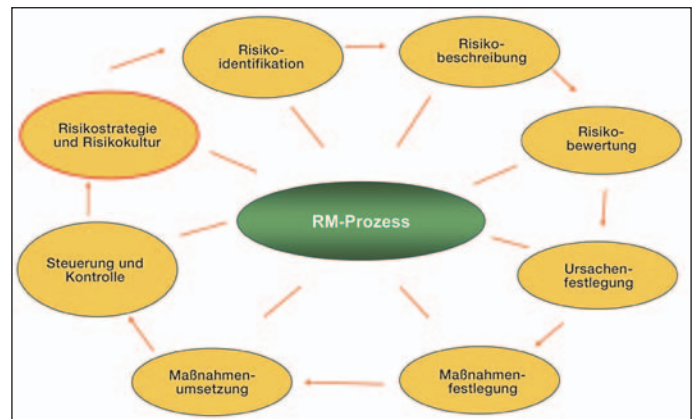 Risiko-
identifikation
Risiko-
beschreibung
Risiko-
bewertung
Ursachen-
festlegung
Maßnahmen-
festlegung
Maßnahmen-
umsetzung
Steuerung und
Kontrolle
Risikostrategie
und Risikokultur
RM-Prozess